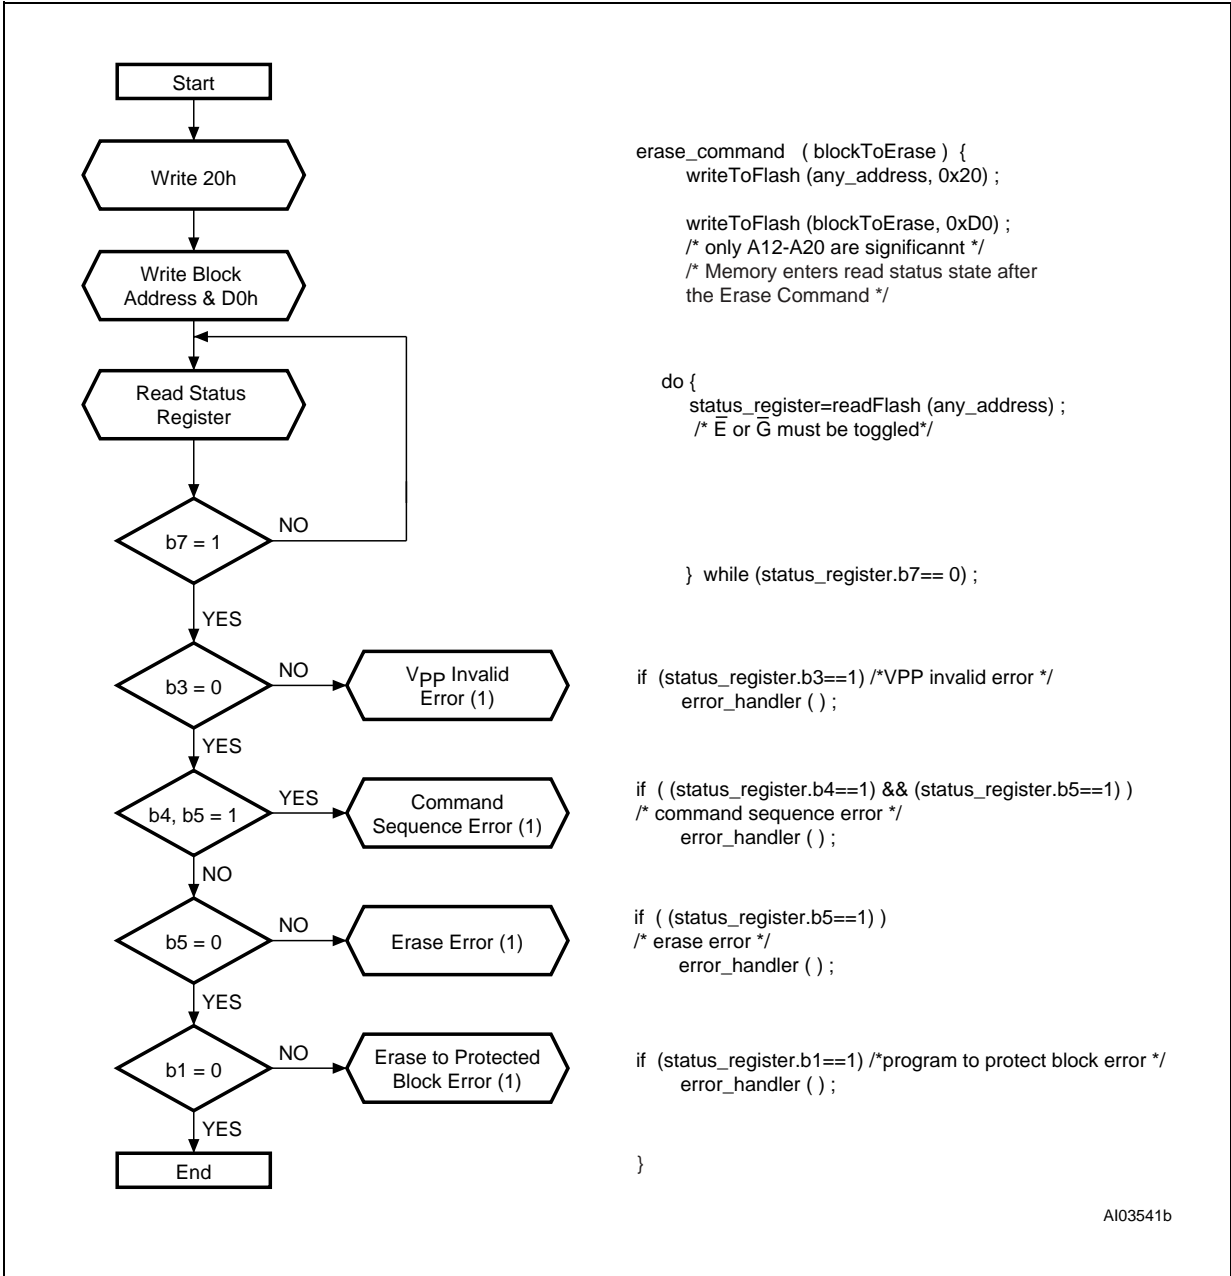 Start
Write 20h
Write Block
Address & D0h
Read Status
Register
b7 = 1
NO
YES
b3 = 0
NO
VPP Invalid
Error (1)
YES
b4, b5 = 1
YES
Command
Sequence Error (1)
NO
b5 = 0
NO
Erase Error (1)
YES
b1 = 0
NO
Erase to Protected
Block Error (1)
YES
End
erase_command ( blockToErase ) {
writeToFlash (any_address, 0x20) ;
writeToFlash (blockToErase, 0xD0) ;
/* only A12-A20 are significannt */
/* Memory enters read status state after
the Erase Command */
do {
status_register=readFlash (any_address) ;
/* E̅ or G̅ must be toggled*/
} while (status_register.b7== 0) ;
if (status_register.b3==1) /*VPP invalid error */
error_handler ( ) ;
if ( (status_register.b4==1) && (status_register.b5==1) )
/* command sequence error */
error_handler ( ) ;
if ( (status_register.b5==1) )
/* erase error */
error_handler ( ) ;
if (status_register.b1==1) /*program to protect block error */
error_handler ( ) ;
}
AI03541b